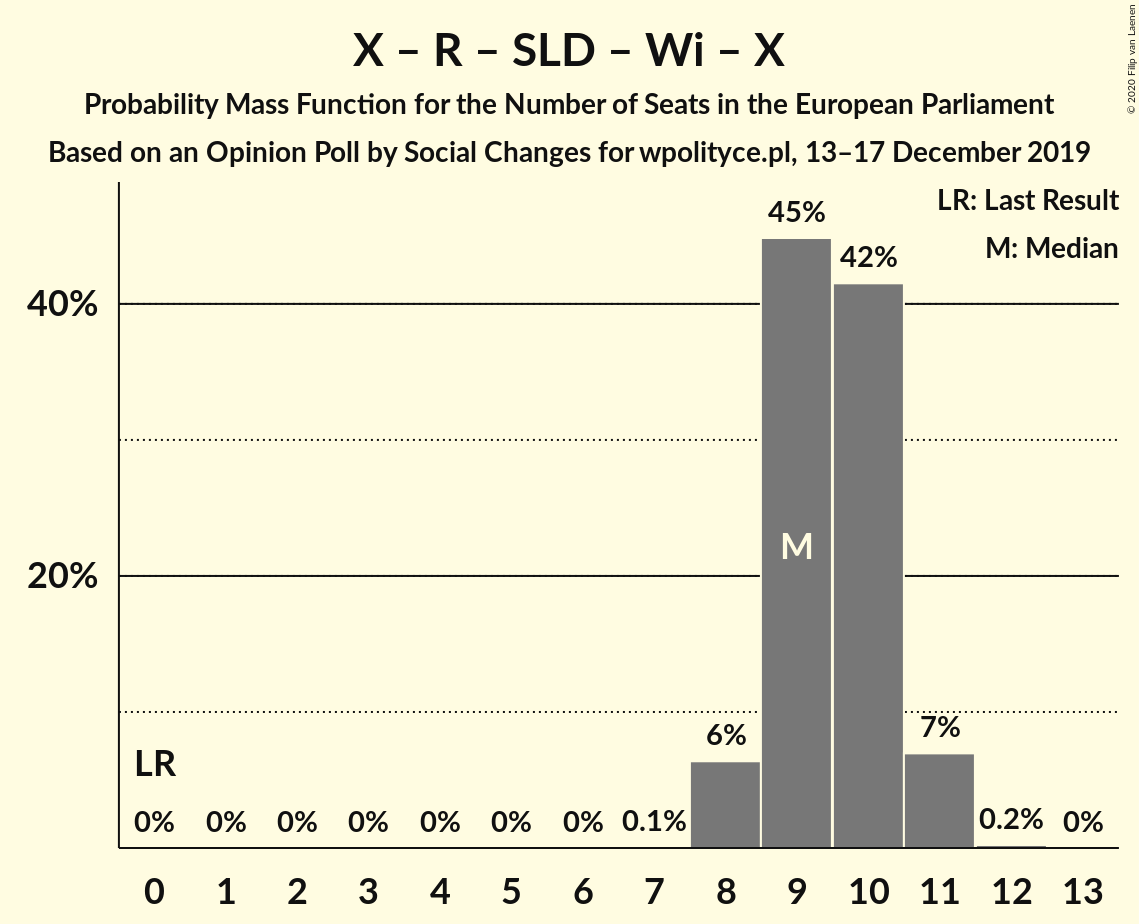 X – R – SLD – Wi – X
Probability Mass Function for the Number of Seats in the European Parliament
Based on an Opinion Poll by Social Changes for wpolityce.pl, 13–17 December 2019
© 2020 Filip van Laenen
LR: Last Result
M: Median
45%
42%
40%
M
20%
7%
6%
LR
0% 0% 0% 0% 0% 0% 0% 0.1% 0.2% 0%
0 1 2 3 4 5 6 7 8 9 10 11 12 13